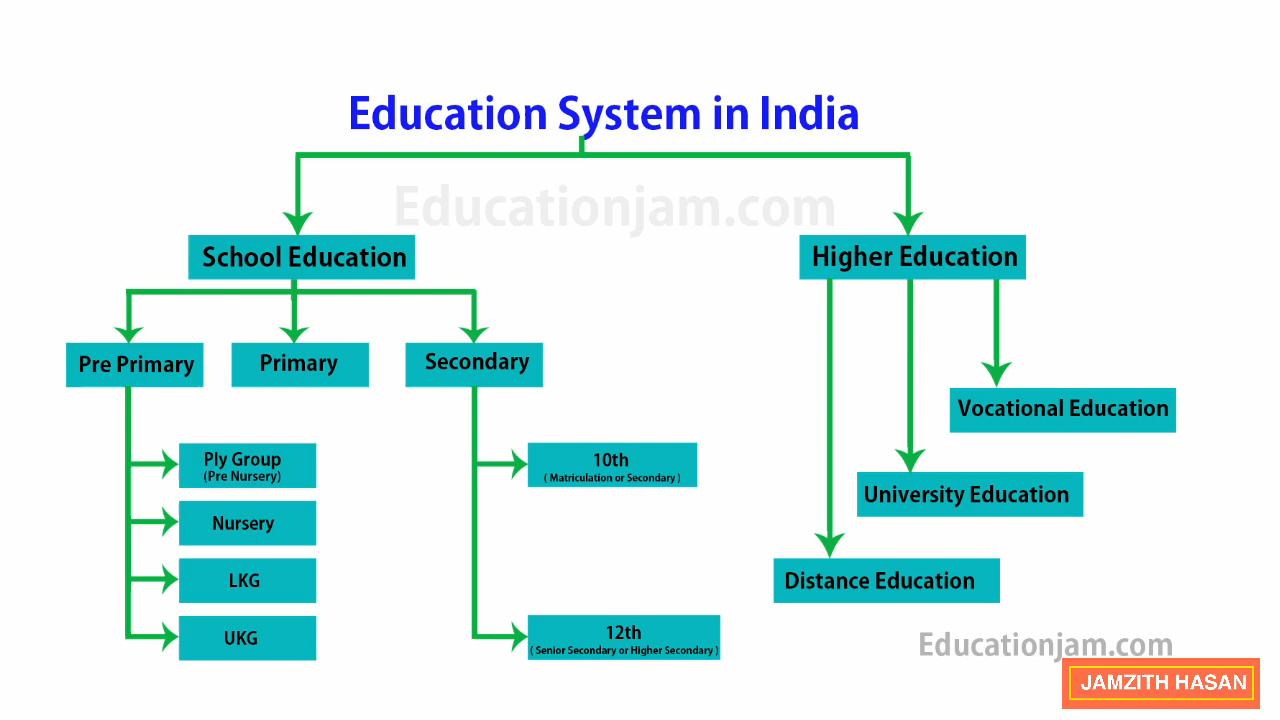 Education System in India
Educationjam.com
School Education
Higher Education
Pre Primary
Primary
Secondary
Vocational Education
Ply Group
(Pre Nursery)
10th
( Matriculation or Secondary )
University Education
Nursery
LKG
Distance Education
UKG
12th
( Senior Secondary or Higher Secondary )
Educationjam.com
JAMZITH HASAN